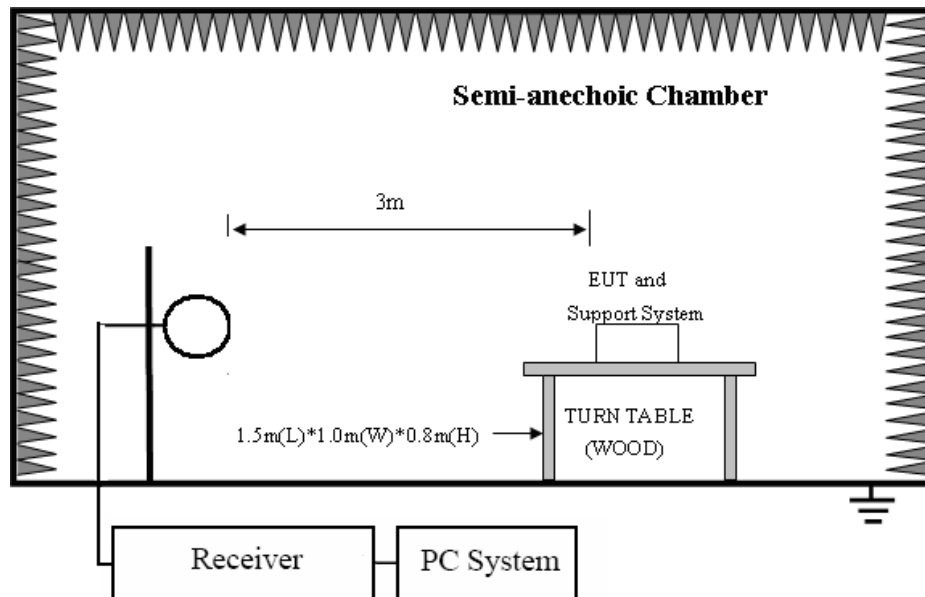 Semi-anechoic Chamber
3m
EUT and
Support System
1.5m(L)*1.0m(W)*0.8m(H)
TURN TABLE
(WOOD)
Receiver
PC System